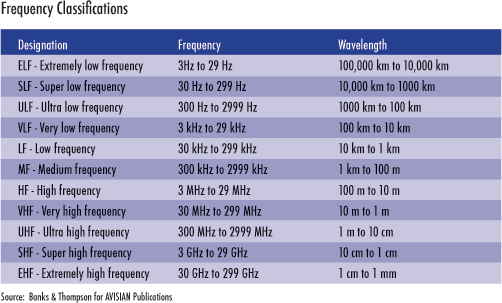 Frequency Classifications
Designation Frequency Wavelength
ELF - Extremely low frequency 3Hz to 29 Hz 100,000 km to 10,000 km
SLF - Super low frequency 30 Hz to 299 Hz 10,000 km to 1000 km
ULF - Ultra low frequency 300 Hz to 2999 Hz 1000 km to 100 km
VLF - Very low frequency 3 kHz to 29 kHz 100 km to 10 km
LF - Low frequency 30 kHz to 299 kHz 10 km to 1 km
MF - Medium frequency 300 kHz to 2999 kHz 1 km to 100 m
HF - High frequency 3 MHz to 29 MHz 100 m to 10 m
VHF - Very high frequency 30 MHz to 299 MHz 10 m to 1 m
UHF - Ultra high frequency 300 MHz to 2999 MHz 1 m to 10 cm
SHF - Super high frequency 3 GHz to 29 GHz 10 cm to 1 cm
EHF - Extremely high frequency 30 GHz to 299 GHz 1 cm to 1 mm
Source: Banks & Thompson for AVISIAN Publications